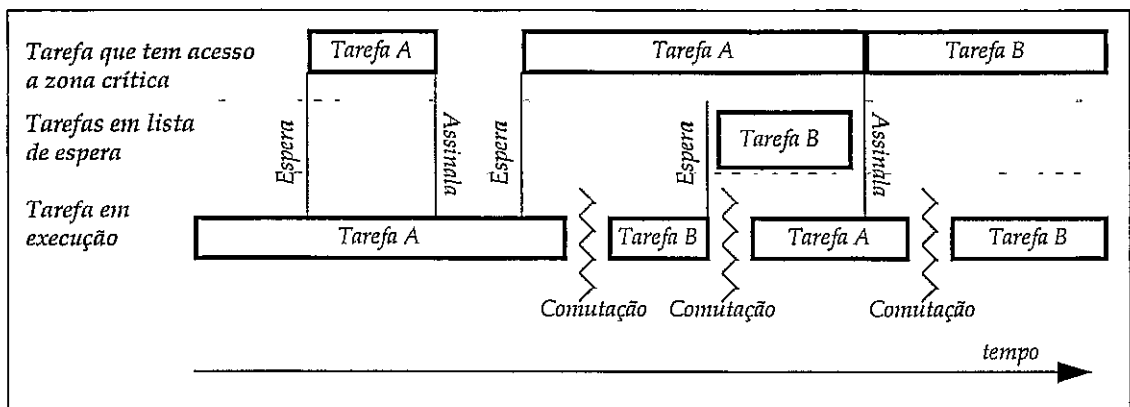 Tarefa que tem acesso
a zona crítica
Tarefa A
Tarefa A
Tarefa B
Tarefas em lista
de espera
Espera
Assinala
Espera
Espera
Tarefa B
Assinala
Tarefa em
execução
Tarefa A
Tarefa B
Tarefa A
Tarefa B
Comutação
Comutação
Comutação
tempo